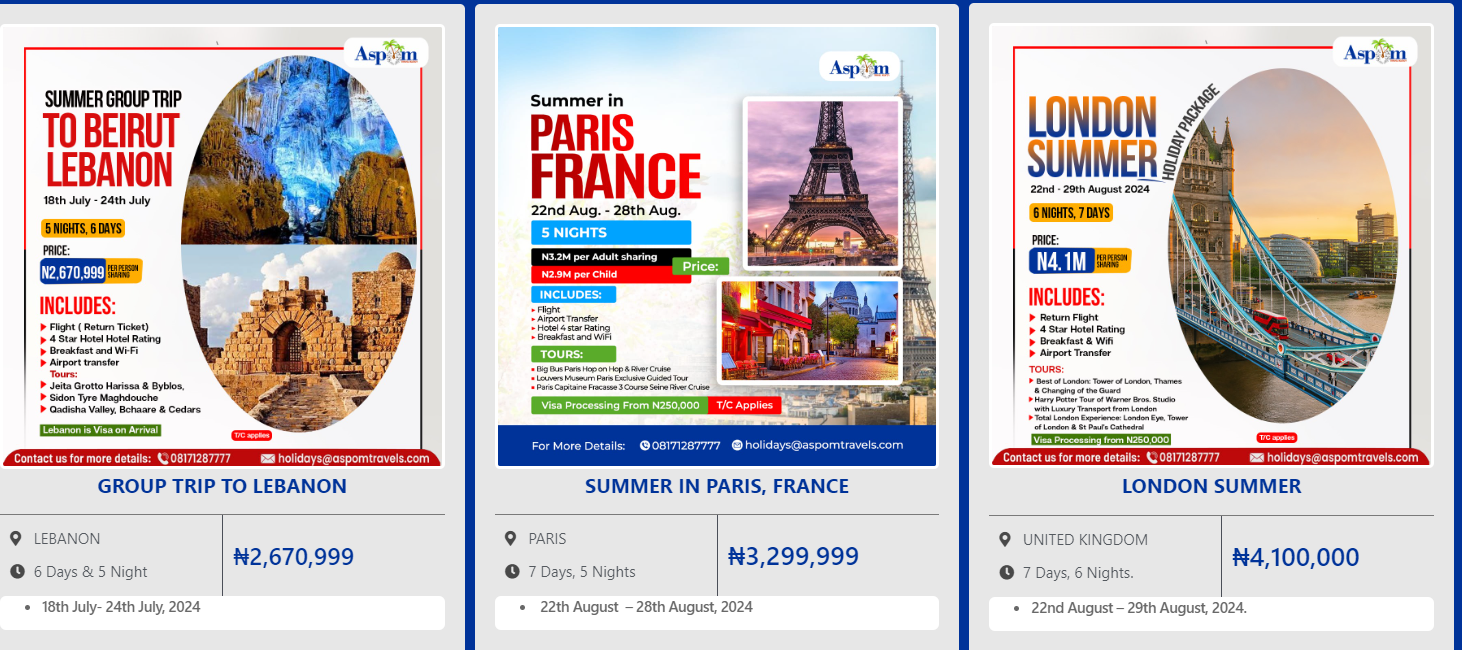 Aspom
SUMMER GROUP TRIP
TO BEIRUT
LEBANON
18th July - 24th July
5 NIGHTS, 6 DAYS
PRICE:
N2,670,999 PER PERSON SHARING
INCLUDES:
Flight ( Return Ticket)
4 Star Hotel Hotel Rating
Breakfast and Wi-Fi
Airport transfer
Tours:
Jeita Grotto Harissa & Byblos,
Sidon Tyre Maghdouche
Qadisha Valley, Bchaare & Cedars
Lebanon is Visa on Arrival
T/C applies
Contact us for more details: 08171287777 holidays@aspomtravels.com
GROUP TRIP TO LEBANON
LEBANON
6 Days & 5 Night
₦2,670,999
18th July- 24th July, 2024
Aspom
Summer in
PARIS
FRANCE
22nd Aug. - 28th Aug.
5 NIGHTS
N3.2M per Adult sharing
Price:
N2.9M per Child
INCLUDES:
Flight
Airport Transfer
Hotel 4 star Rating
Breakfast and WiFi
TOURS:
Big Bus Paris Hop on Hop & River Cruise
Louvers Museum Paris Exclusive Guided Tour
Paris Capitaine Fracasse 3 Course Seine River Cruise
Visa Processing From N250,000 T/C Applies
For More Details: 08171287777 holidays@aspomtravels.com
SUMMER IN PARIS, FRANCE
PARIS
7 Days, 5 Nights
₦3,299,999
22th August – 28th August, 2024
Aspom
LONDON
SUMMER
HOLIDAY PACKAGE
22nd - 29th August 2024
6 NIGHTS, 7 DAYS
PRICE:
N4.1M PER PERSON SHARING
INCLUDES:
Return Flight
4 Star Hotel Rating
Breakfast & Wifi
Airport Transfer
TOURS:
Best of London: Tower of London, Thames
& Changing of the Guard
Harry Potter Tour of Warner Bros. Studio
with Luxury Transport from London
Total London Experience: London Eye, Tower
of London & St Paul's Cathedral
Visa Processing from N250,000
T/C applies
Contact us for more details: 08171287777 holidays@aspomtravels.com
LONDON SUMMER
UNITED KINGDOM
7 Days, 6 Nights.
₦4,100,000
22nd August – 29th August, 2024.